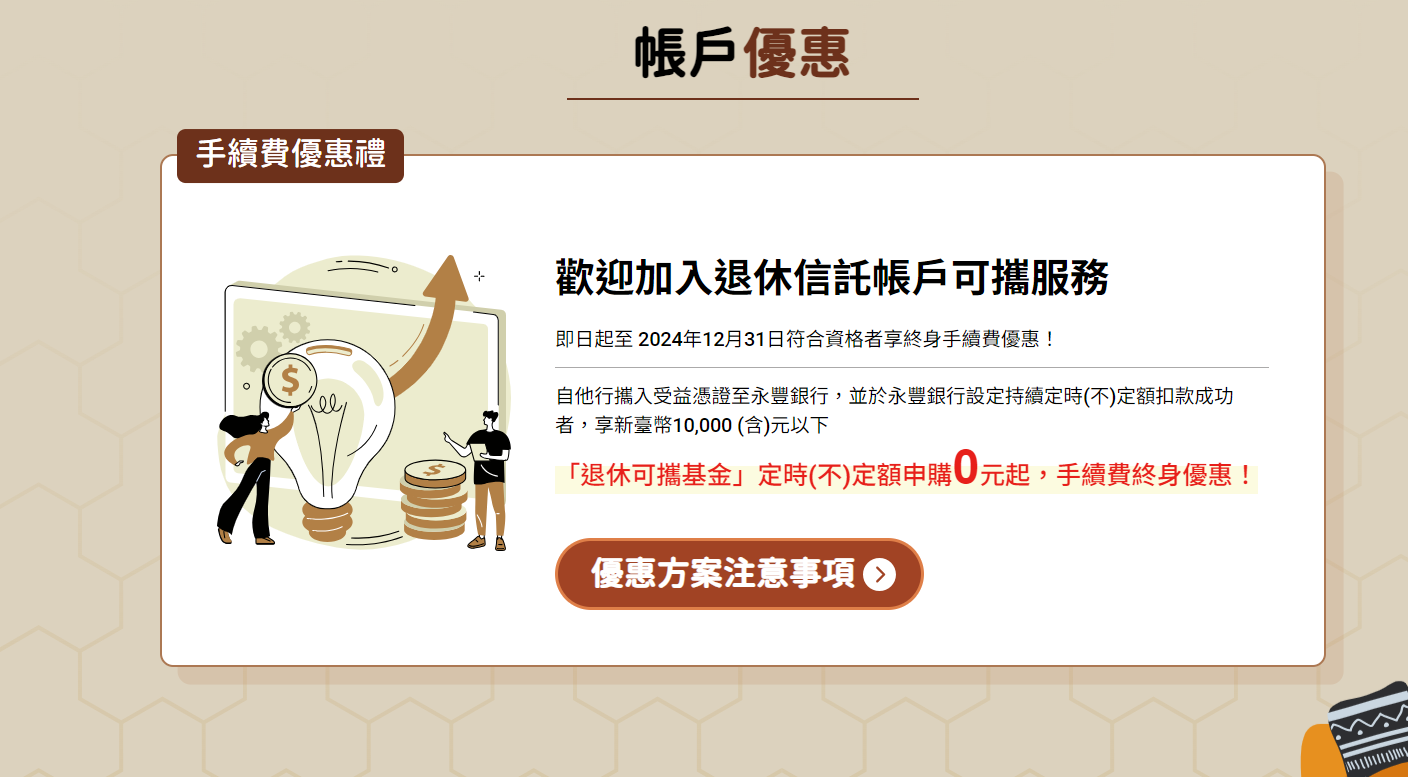 帳戶優惠
手續費優惠禮
歡迎加入退休信託帳戶可攜服務
即日起至 2024年12月31日符合資格者享終身手續費優惠！
自他行攜入受益憑證至永豐銀行，並於永豐銀行設定持續定時(不)定額扣款成功
者，享新臺幣10,000 (含)元以下
「退休可攜基金」定時(不)定額申購0元起，手續費終身優惠！
優惠方案注意事項
$
$